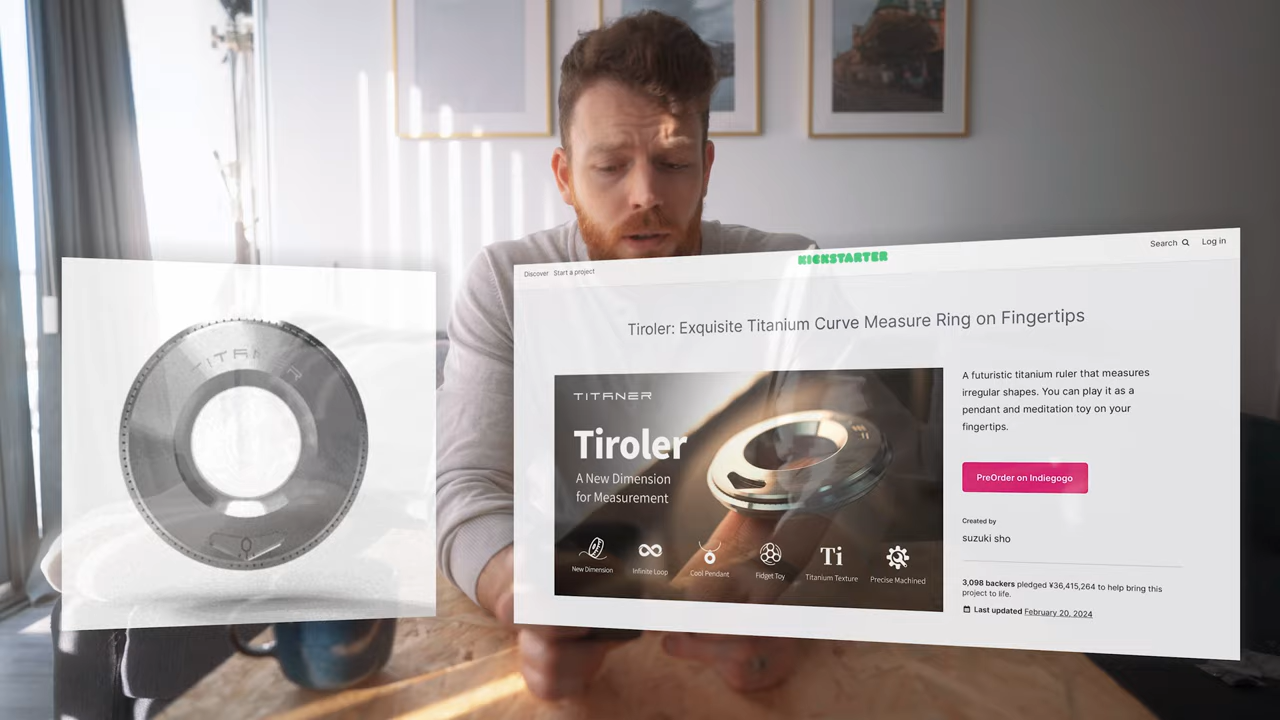 TITANER
Discover Start a project
KICKSTARTER
Search
Log in
Tiroler: Exquisite Titanium Curve Measure Ring on Fingertips
TITANER
Tiroler
A New Dimension
for Measurement
New Dimension
Infinite Loop
Cool Pendant
Fidget Toy
Ti
Titanium Texture
Precise Machined
A futuristic titanium ruler that measures
irregular shapes. You can play it as a
pendant and meditation toy on your
fingertips.
PreOrder on Indiegogo
Created by
suzuki sho
3,098 backers pledged ¥36,415,264 to help bring this
project to life.
Last updated February 20, 2024